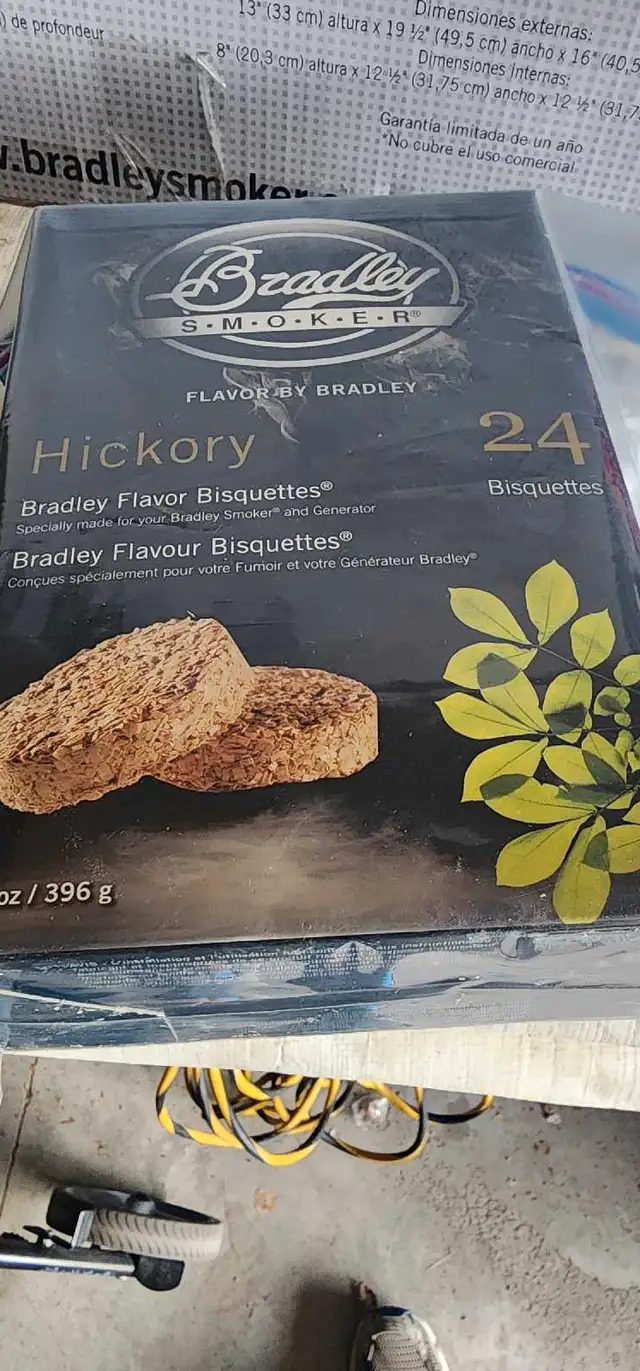 ) de profondeur
Dimensiones externas:
13" (33 cm) altura x 19 ½" (49,5 cm) ancho x 16" (40,5
Dimensiones internas:
8" (20,3 cm) altura x 12 ½" (31,75 cm) ancho x 12 ½" (31,7
Garantía limitada de un año
*No cubre el uso comercial
.bradleysmoker
Bradley
S·M·O·K·E·R®
FLAVOR BY BRADLEY
Hickory
24
Bisquettes
Bradley Flavor Bisquettes®
Specially made for your Bradley Smoker® and Generator
Bradley Flavour Bisquettes®
Conçues spécialement pour votre Fumoir et votre Générateur Bradley®
oz / 396 g